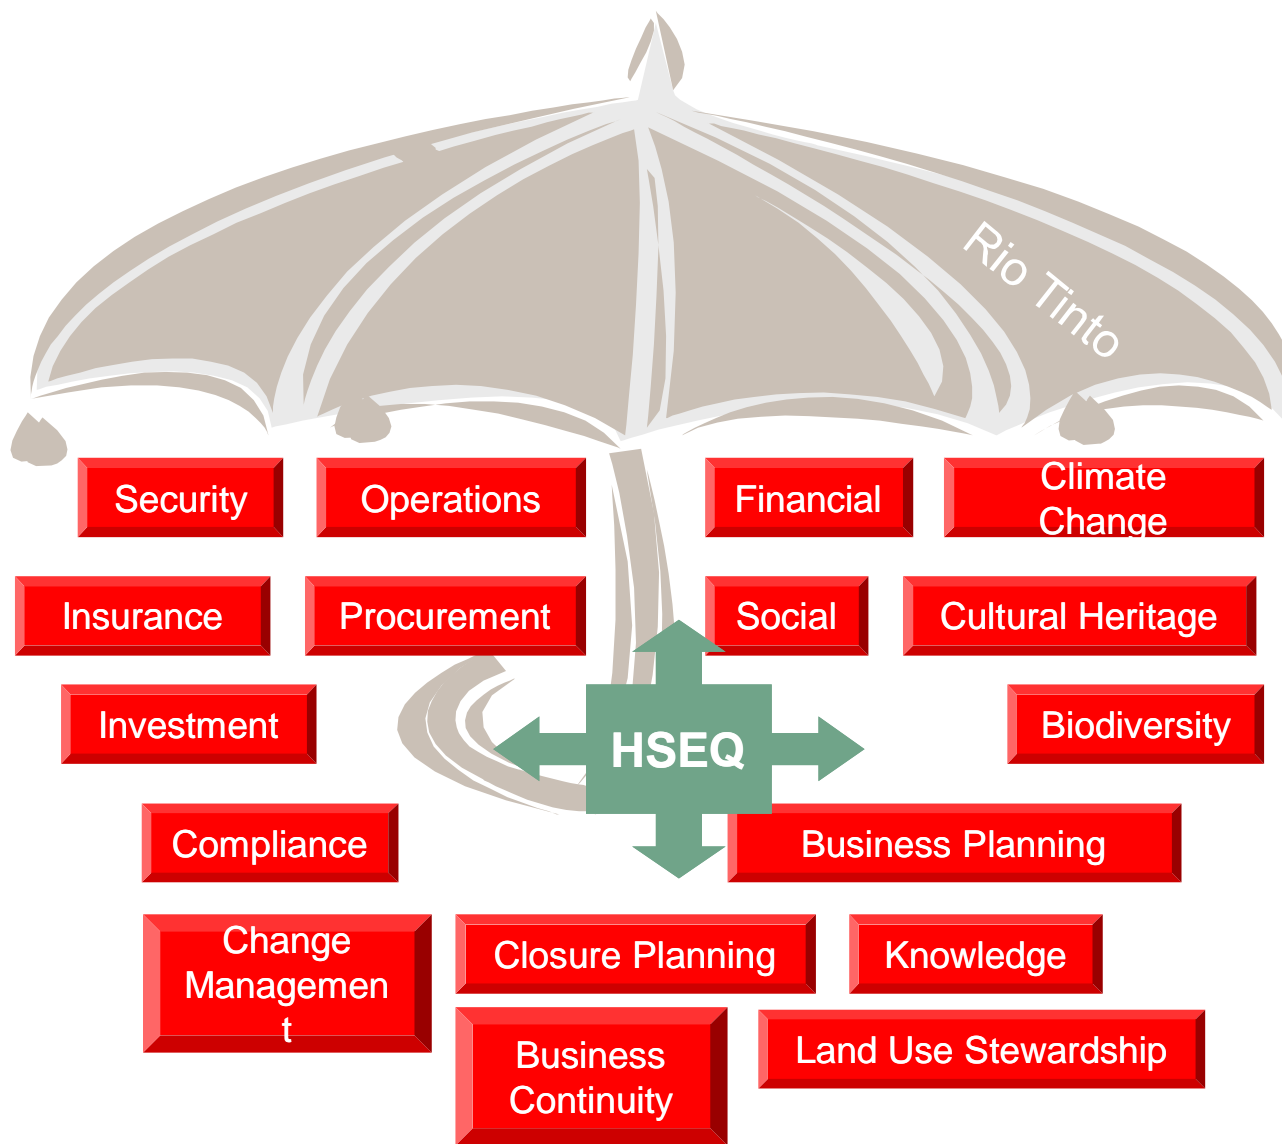 Rio Tinto
Security
Operations
Financial
Climate
Change
Insurance
Procurement
Social
Cultural Heritage
Investment
HSEQ
Biodiversity
Compliance
Business Planning
Change
Managemen
t
Closure Planning
Knowledge
Business
Continuity
Land Use Stewardship